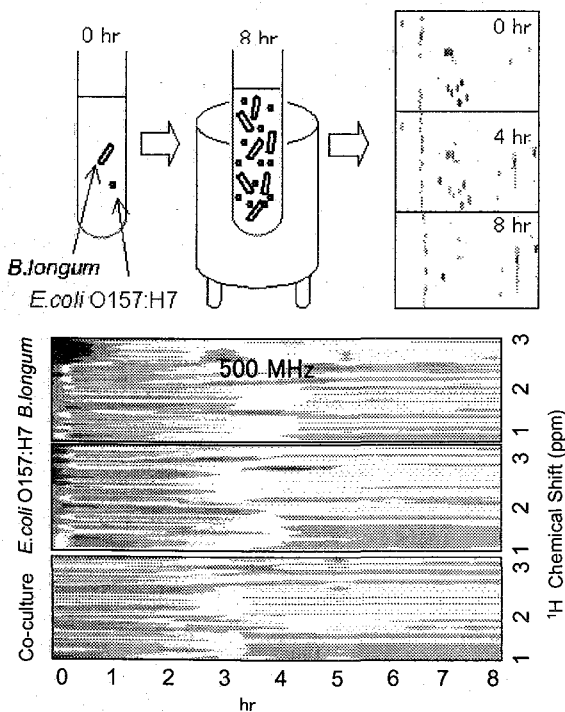 0 hr
8 hr
0 hr
4 hr
8 hr
B.longum
E.coli O157:H7
500 MHz
B.longum
E.coli O157:H7
Co-culture
3
2
1
3
2
1
3
2
1
¹H Chemical Shift (ppm)
0 1 2 3 4 5 6 7 8
hr